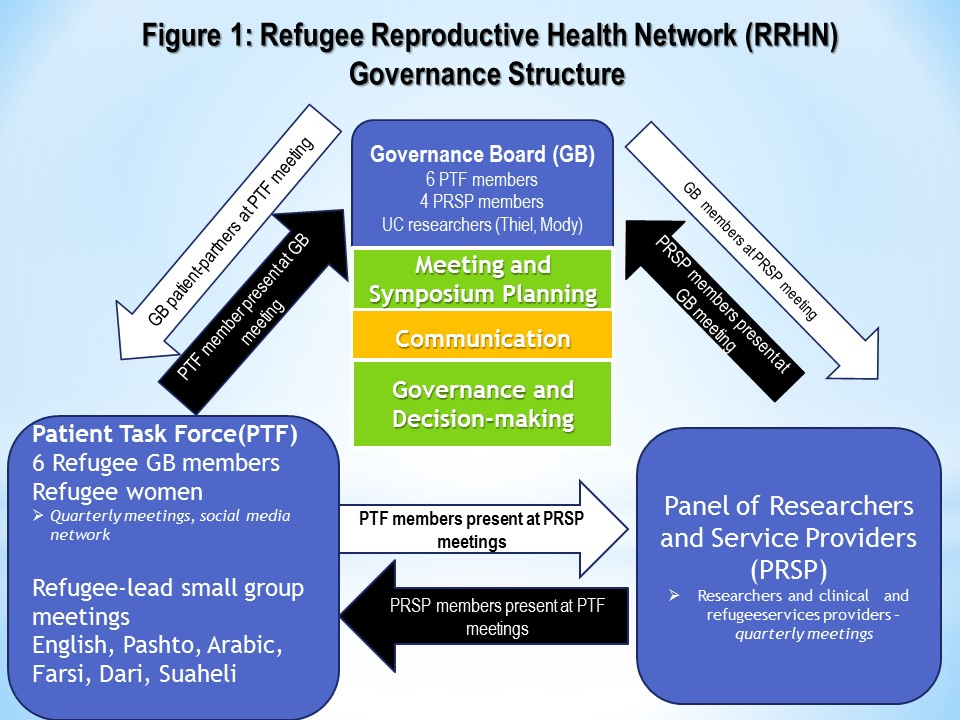 Figure 1: Refugee Reproductive Health Network (RRHN)
Governance Structure
GB patient-partners at PTF meeting
PTF member present at GB
meeting
Governance Board (GB)
6 PTF members
4 PRSP members
UC researchers (Thiel, Mody)
Meeting and
Symposium Planning
Communication
Governance and
Decision-making
GB members at PRSP meeting
PRSP members present at
GB meeting
Patient Task Force(PTF)
6 Refugee GB members
Refugee women
➢ Quarterly meetings, social media
network
Refugee-lead small group
meetings
English, Pashto, Arabic,
Farsi, Dari, Suaheli
PTF members present at PRSP
meetings
PRSP members present at PTF
meetings
Panel of Researchers
and Service Providers
(PRSP)
➢ Researchers and clinical and
refugeeservices providers –
quarterly meetings